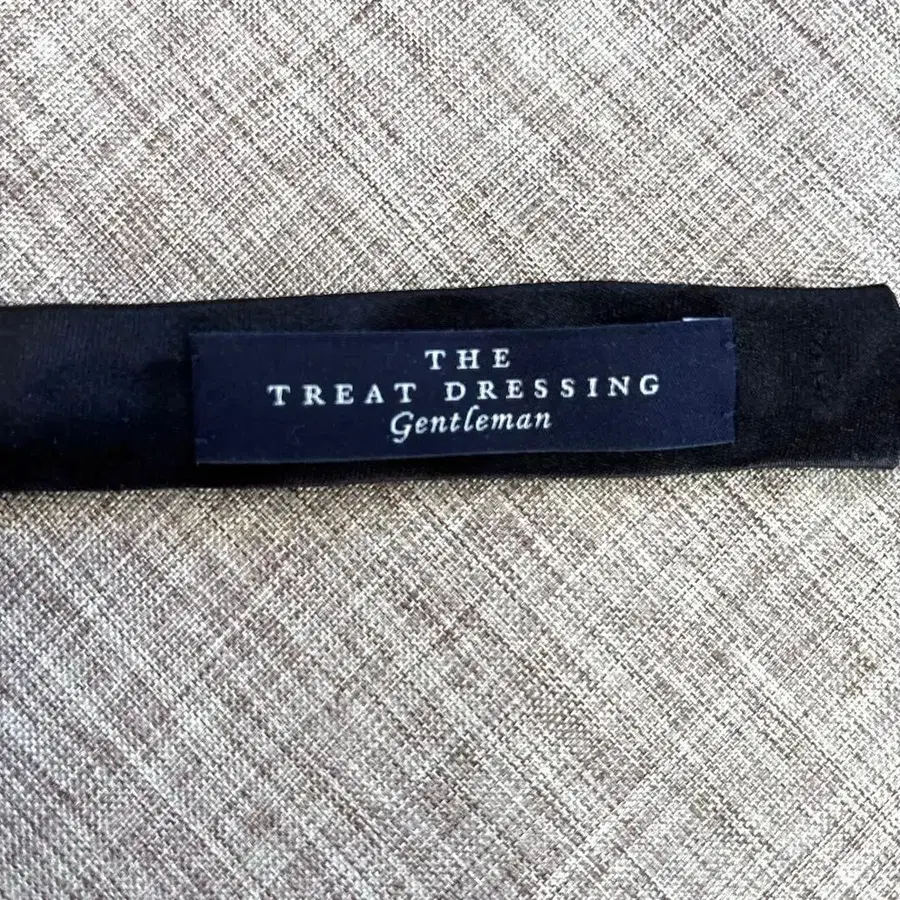 THE
TREAT DRESSING
Gentleman